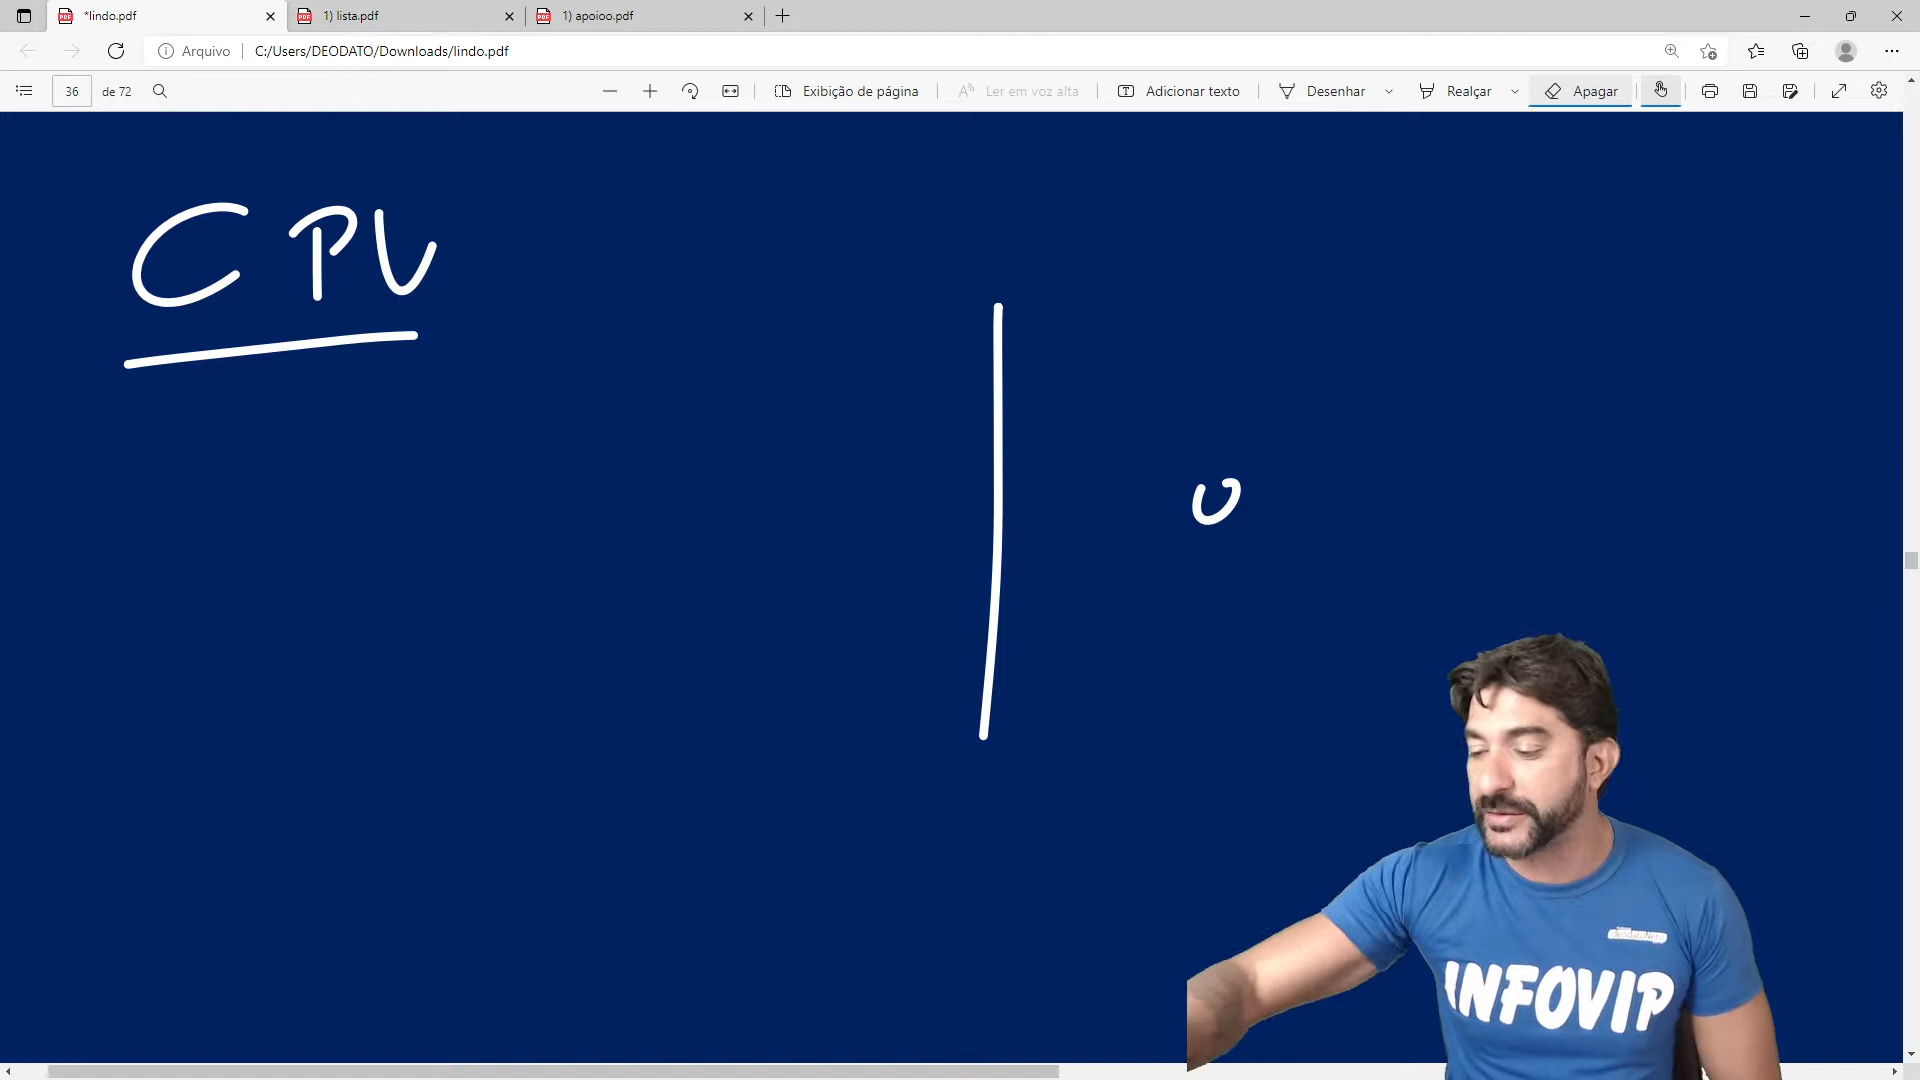 *lindo.pdf
1) lista.pdf
1) apoioo.pdf
Arquivo
C:/Users/DEODATO/Downloads/lindo.pdf
36 de 72
Exibição de página
Ler em voz alta
Adicionar texto
Desenhar
Realçar
Apagar
CPU
U
INFOVIP